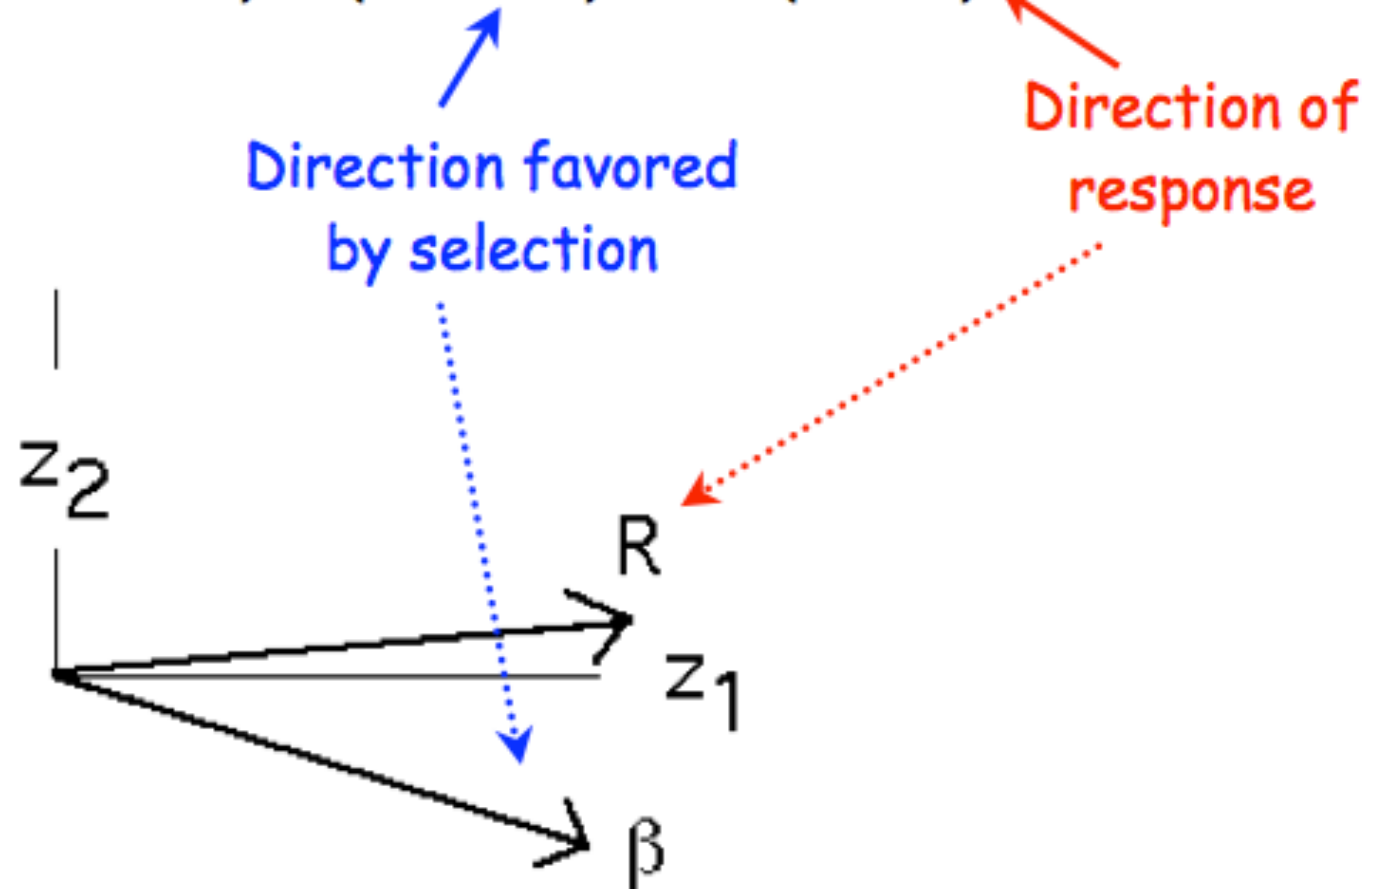 Direction favored
by selection
Direction of
response
z2
R
z1
β